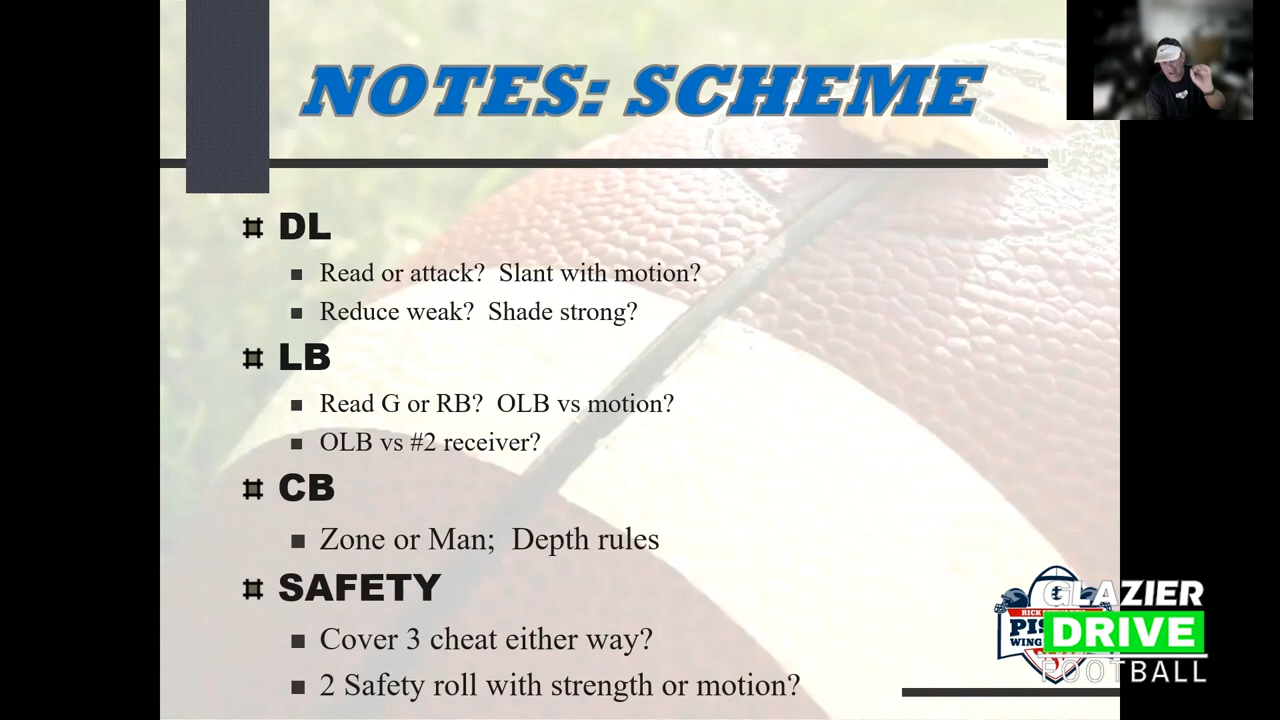 NOTES: SCHEME
DL
Read or attack?  Slant with motion?
Reduce weak?  Shade strong?
LB
Read G or RB?  OLB vs motion?
OLB vs #2 receiver?
CB
Zone or Man;  Depth rules
SAFETY
Cover 3 cheat either way?
2 Safety roll with strength or motion?
GLAZIER
DRIVE
FOOTBALL
RICK
WING